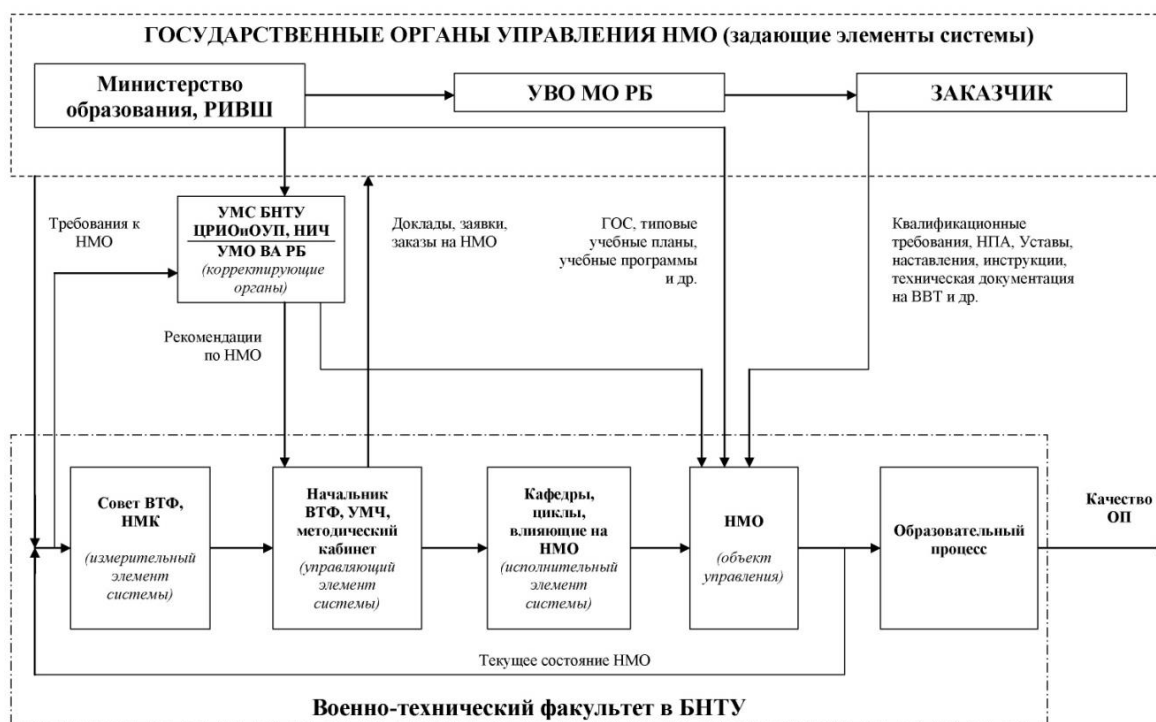 ГОСУДАРСТВЕННЫЕ ОРГАНЫ УПРАВЛЕНИЯ НМО (задающие элементы системы)
Министерство
образования, РИВШ
УВО МО РБ
ЗАКАЗЧИК
Требования к
НМО
УМС БНТУ
ЦРИОиОУП, НИЧ
УМО ВА РБ
(корректирующие
органы)
Доклады, заявки,
заказы на НМО
ГОС, типовые
учебные планы,
учебные программы
и др.
Квалификационные
требования, НПА, Уставы,
наставления, инструкции,
техническая документация
на ВВТ и др.
Рекомендации
по НМО
Совет ВТФ,
НМК
(измерительный
элемент
системы)
Начальник
ВТФ, УМЧ,
методический
кабинет
(управляющий
элемент
системы)
Кафедры,
циклы,
влияющие на
НМО
(исполнительный
элемент
системы)
НМО
(объект
управления)
Образовательный
процесс
Качество
ОП
Текущее состояние НМО
Военно-технический факультет в БНТУ